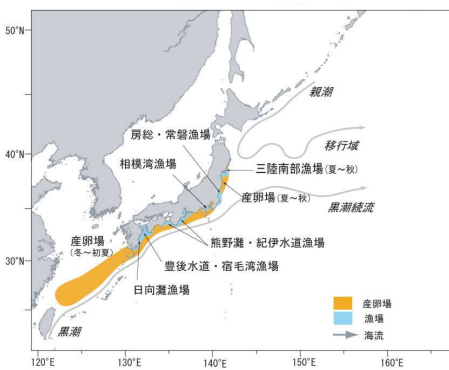 50°N
親潮
房総・常磐漁場
移行域
40°N
相模湾漁場
三陸南部漁場(夏～秋)
産卵場(夏～秋)
黒潮続流
産卵場
(冬～初夏)
熊野灘・紀伊水道漁場
30°N
豊後水道・宿毛湾漁場
日向灘漁場
産卵場
漁場
黒潮
海流
120°E
130°E
140°E
150°E
160°E